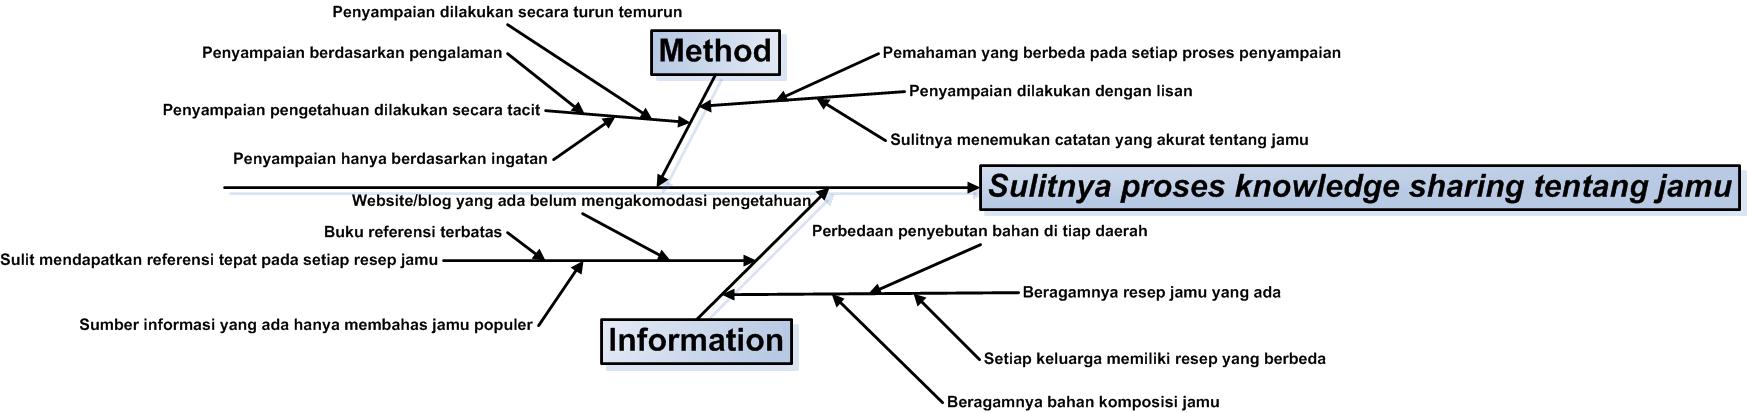 Penyampaian dilakukan secara turun temurun
Method
Penyampaian berdasarkan pengalaman
Pemahaman yang berbeda pada setiap proses penyampaian
Penyampaian dilakukan dengan lisan
Penyampaian pengetahuan dilakukan secara tacit
Sulitnya menemukan catatan yang akurat tentang jamu
Penyampaian hanya berdasarkan ingatan
Sulitnya proses knowledge sharing tentang jamu
Website/blog yang ada belum mengakomodasi pengetahuan
Buku referensi terbatas
Perbedaan penyebutan bahan di tiap daerah
Sulit mendapatkan referensi tepat pada setiap resep jamu
Beragamnya resep jamu yang ada
Sumber informasi yang ada hanya membahas jamu populer
Information
Setiap keluarga memiliki resep yang berbeda
Beragamnya bahan komposisi jamu